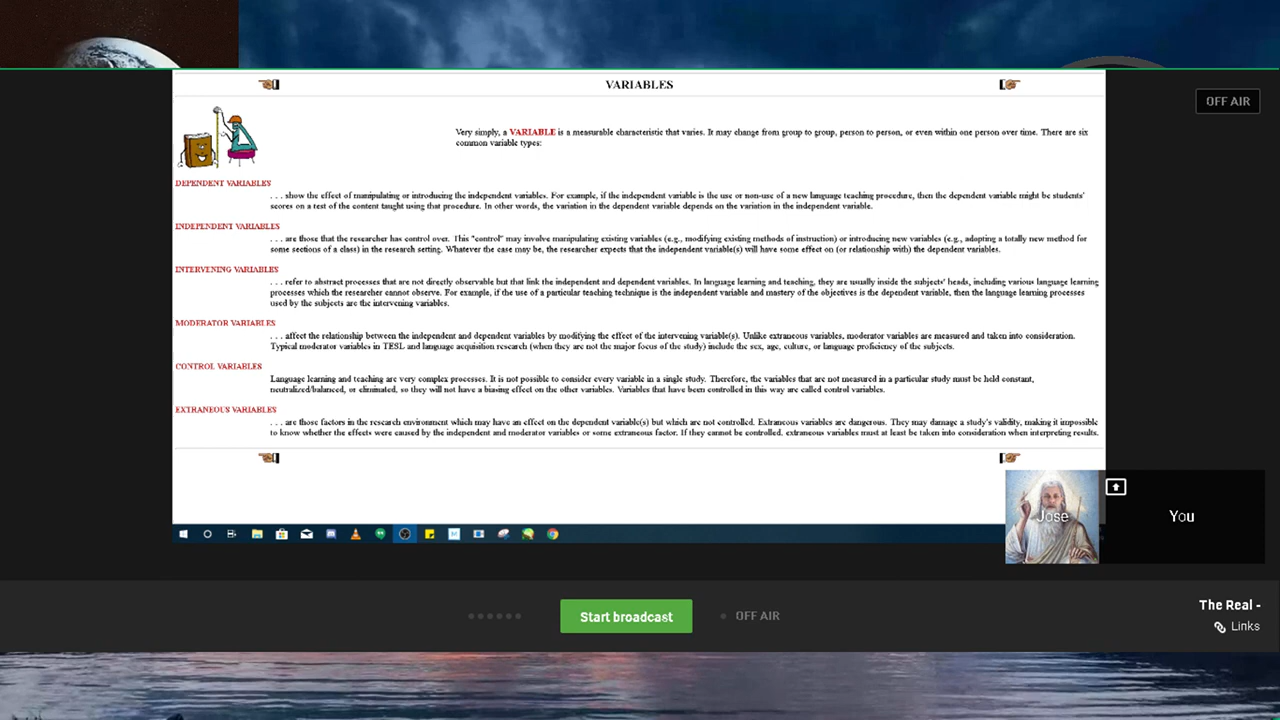 VARIABLES
OFF AIR
Very simply, a VARIABLE is a measurable characteristic that varies. It may change from group to group, person to person, or even within one person over time. There are six
common variable types:
DEPENDENT VARIABLES
. . . show the effect of manipulating or introducing the independent variables. For example, if the independent variable is the use or non-use of a new language teaching procedure, then the dependent variable might be students'
scores on a test of the content taught using that procedure. In other words, the variation in the dependent variable depends on the variation in the independent variable.
INDEPENDENT VARIABLES
. . . are those that the researcher has control over. This "control" may involve manipulating existing variables (e.g., modifying existing methods of instruction) or introducing new variables (e.g., adopting a totally new method for
some sections of a class) in the research setting. Whatever the case may be, the researcher expects that the independent variable(s) will have some effect on (or relationship with) the dependent variables.
INTERVENING VARIABLES
. . . refer to abstract processes that are not directly observable but that link the independent and dependent variables. In language learning and teaching, they are usually inside the subjects' heads, including various language learning
processes which the researcher cannot observe. For example, if the use of a particular teaching technique is the independent variable and mastery of the objectives is the dependent variable, then the language learning processes
used by the subjects are the intervening variables.
MODERATOR VARIABLES
. . . affect the relationship between the independent and dependent variables by modifying the effect of the intervening variable(s). Unlike extraneous variables, moderator variables are measured and taken into consideration.
Typical moderator variables in TESL and language acquisition research (when they are not the major focus of the study) include the sex, age, culture, or language proficiency of the subjects.
CONTROL VARIABLES
Language learning and teaching are very complex processes. It is not possible to consider every variable in a single study. Therefore, the variables that are not measured in a particular study must be held constant,
neutralized/balanced, or eliminated, so they will not have a biasing effect on the other variables. Variables that have been controlled in this way are called control variables.
EXTRANEOUS VARIABLES
. . . are those factors in the research environment which may have an effect on the dependent variable(s) but which are not controlled. Extraneous variables are dangerous. They may damage a study's validity, making it impossible
to know whether the effects were caused by the independent and moderator variables or some extraneous factor. If they cannot be controlled, extraneous variables must at least be taken into consideration when interpreting results.
Jose
You
Start broadcast
OFF AIR
The Real -
Links